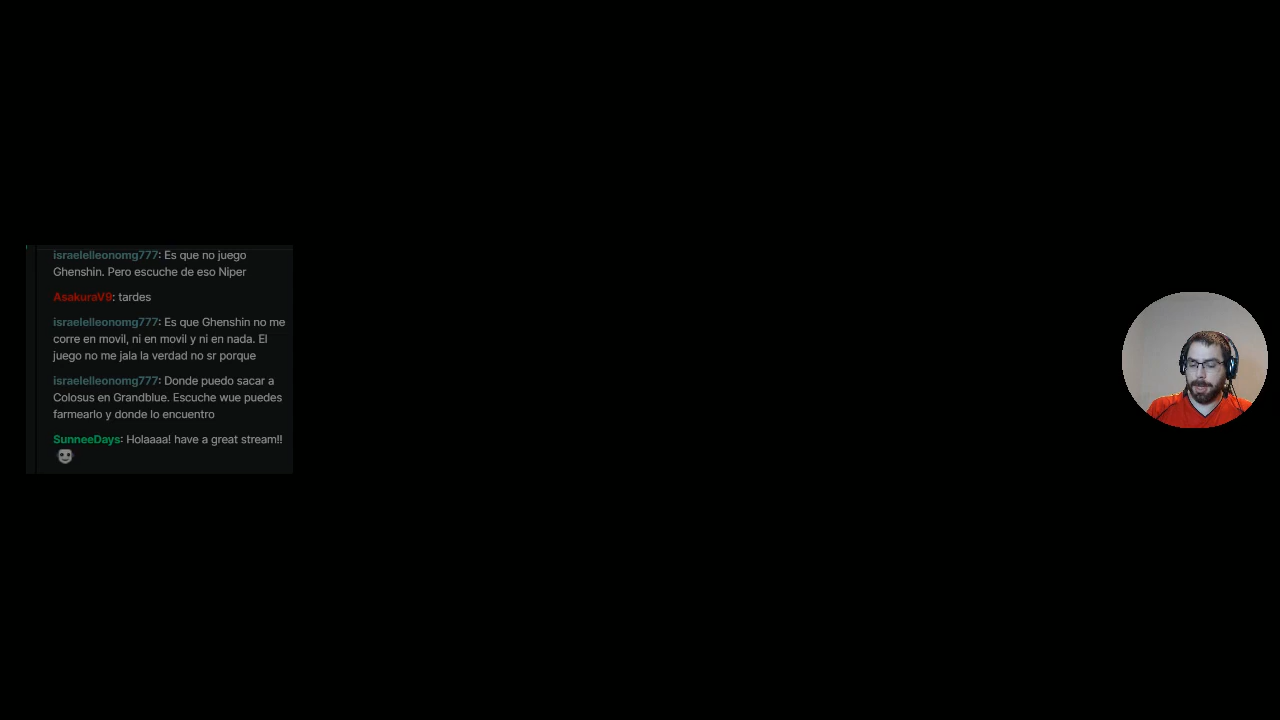 israelelleonomg777: Es que no juego
Ghenshin. Pero escuche de eso Niper
AsakuraV9: tardes
israelelleonomg777: Es que Ghenshin no me
corre en movil, ni en movil y ni en nada. El
juego no me jala la verdad no sr porque
israelelleonomg777: Donde puedo sacar a
Colosus en Grandblue. Escuche wue puedes
farmearlo y donde lo encuentro
SunneeDays: Holaaaa! have a great stream!!